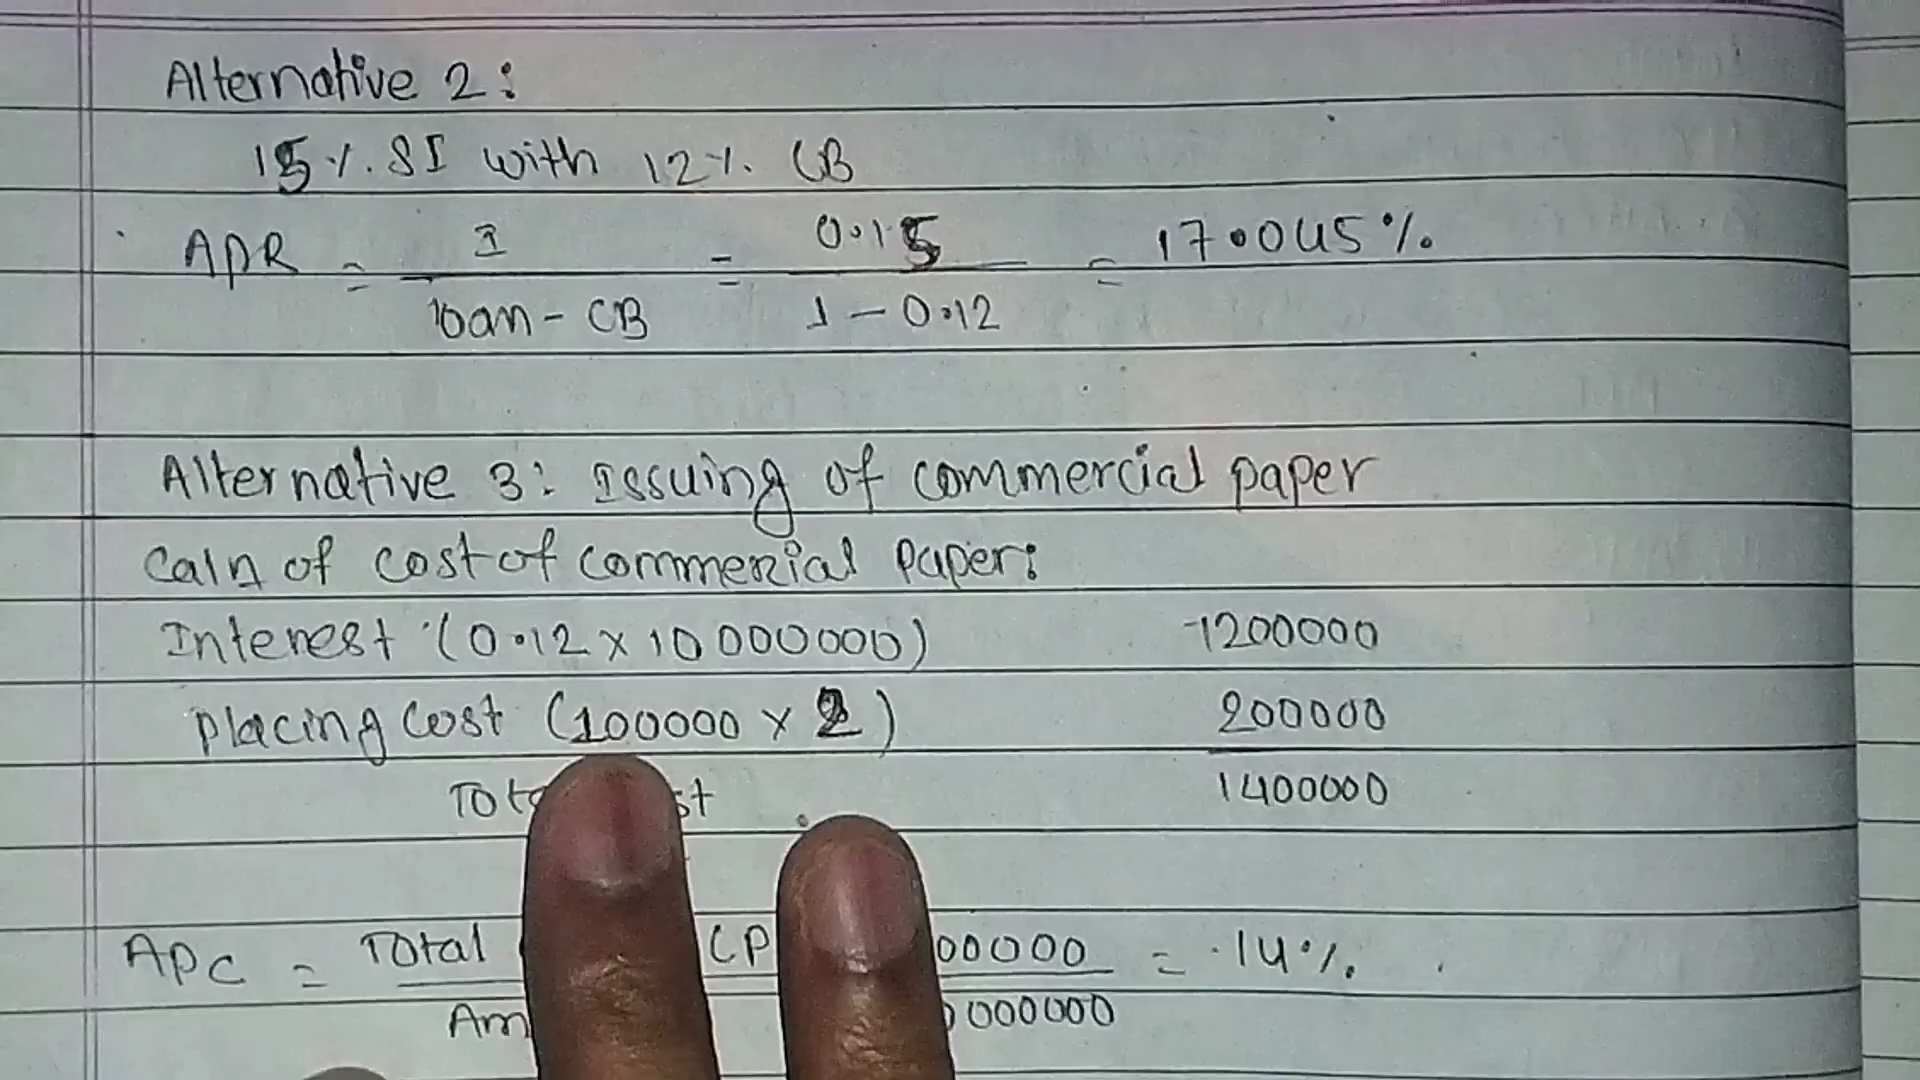 Alternative 2:
15%. SI with 12%. CB
APR = I / loan - CB = 0.15 / 1 - 0.12 = 17.045%.
Alternative 3: Issuing of commercial paper
Caln of cost of commercial Paper:
Interest (0.12 x 10000000) 1200000
Placing Cost (100000 x 2) 200000
1400000
APC = Total CP = 14%.